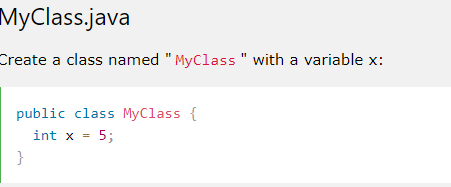 MyClass.java
Create a class named "MyClass" with a variable x:
public class MyClass {
  int x = 5;
}